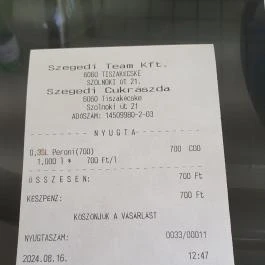 Szegedi Team Kft.
6060 TISZAKÉCSKE
SZOLNOKI ÚT 21.
Szegedi Cukrászda
6060 Tiszakécske
Szolnoki út 21
ADÓSZÁM: 14509980-2-03
NYUGTA
0,33L Peroni(700) 700 C00
1,000 l * 700 Ft/l
ÖSSZESEN: 700 Ft
KÉSZPÉNZ: 700 Ft
KÖSZÖNJÜK A VÁSÁRLÁST
NYUGTASZÁM: 0033/00011
2024.08.16. 12:47